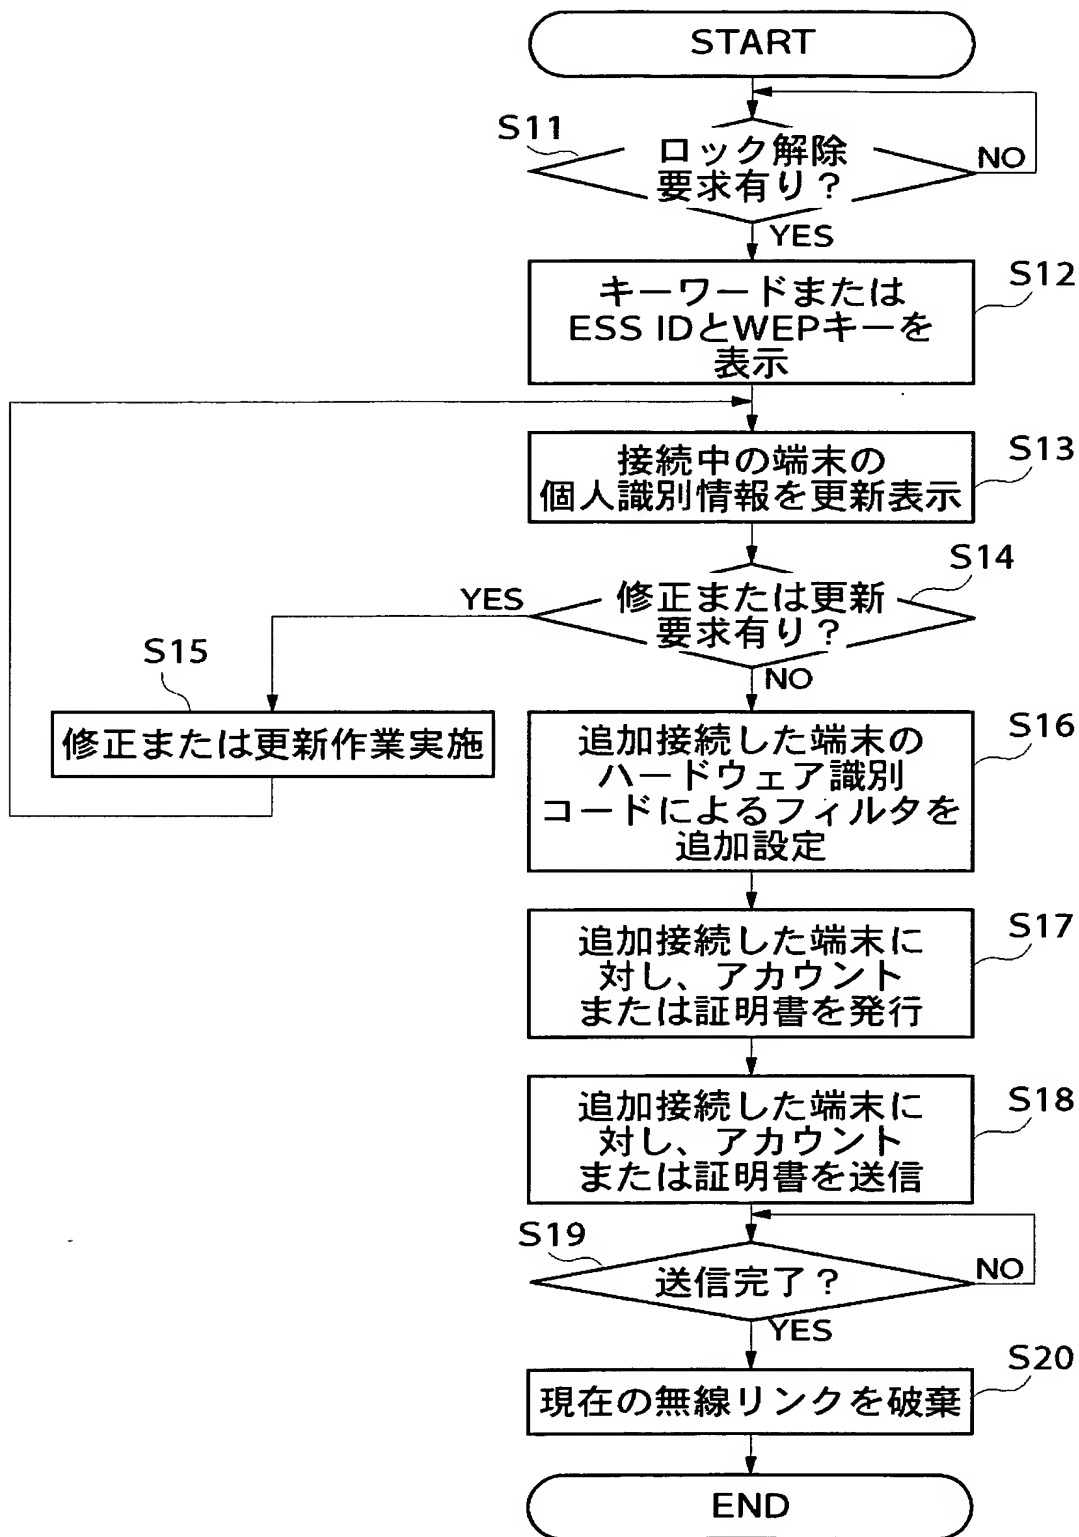 START
S11
ロック解除
要求有り？
NO
YES
S12
キーワードまたは
ESS IDとWEPキーを
表示
S13
接続中の端末の
個人識別情報を更新表示
S14
修正または更新
要求有り？
YES
NO
S15
修正または更新作業実施
S16
追加接続した端末の
ハードウェア識別
コードによるフィルタを
追加設定
S17
追加接続した端末に
対し、アカウント
または証明書を発行
S18
追加接続した端末に
対し、アカウント
または証明書を送信
S19
送信完了？
NO
YES
S20
現在の無線リンクを破棄
END